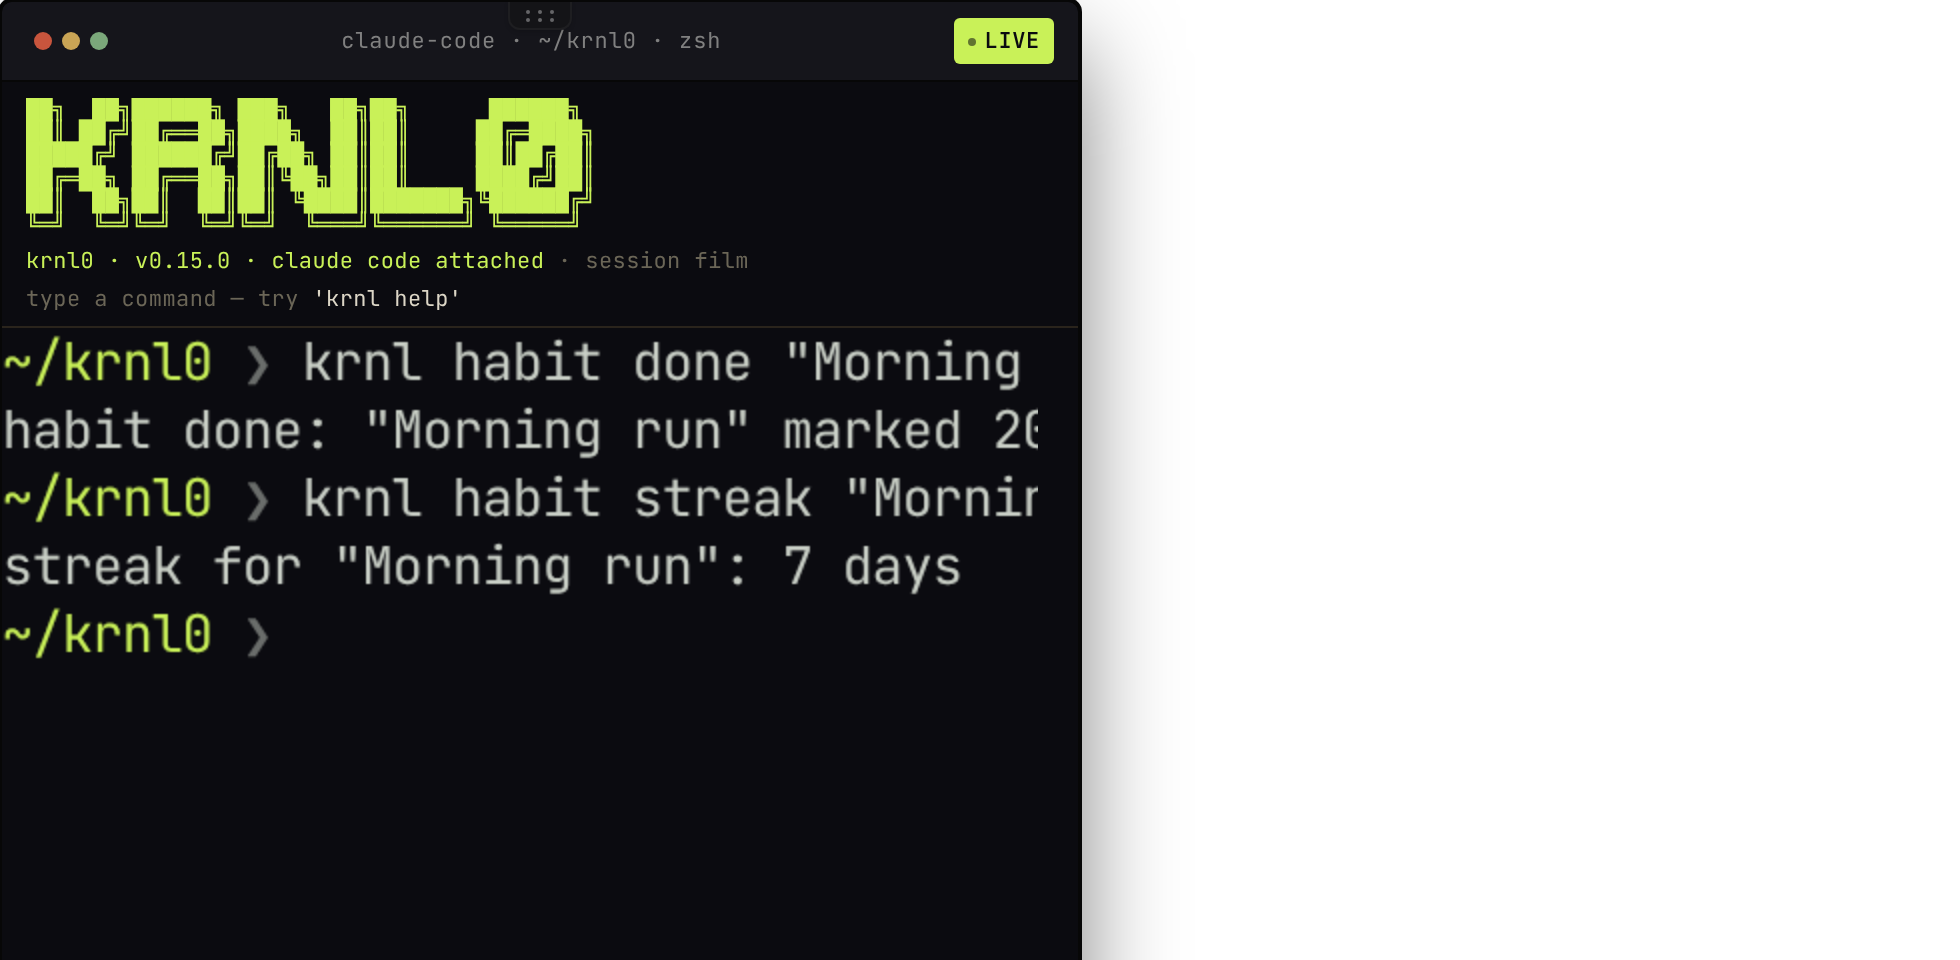 claude-code · ~/krnl0 · zsh
LIVE
KRNL0
krnl0 · v0.15.0 · claude code attached · session film
type a command — try 'krnl help'
~/krnl0 ❯ krnl habit done "Morning
habit done: "Morning run" marked 20
~/krnl0 ❯ krnl habit streak "Mornin
streak for "Morning run": 7 days
~/krnl0 ❯